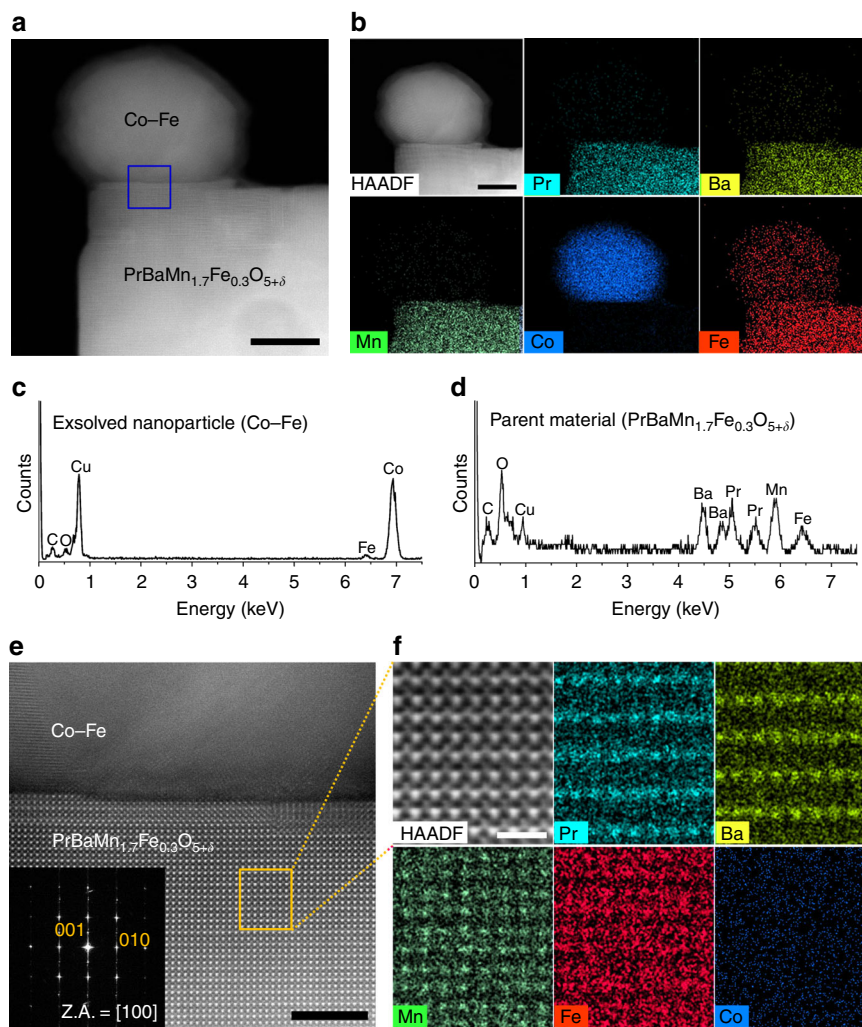 a
Co–Fe
PrBaMn1.7Fe0.3O5+δ
b
HAADF
Pr
Ba
Mn
Co
Fe
c
Exsolved nanoparticle (Co–Fe)
Counts
C
O
Cu
Fe
Co
0 1 2 3 4 5 6 7
Energy (keV)
d
Parent material (PrBaMn1.7Fe0.3O5+δ)
Counts
C
O
Cu
Ba
Ba
Pr
Pr
Mn
Fe
0 1 2 3 4 5 6 7
Energy (keV)
e
Co–Fe
PrBaMn1.7Fe0.3O5+δ
001
010
Z.A. = [100]
f
HAADF
Pr
Ba
Mn
Fe
Co